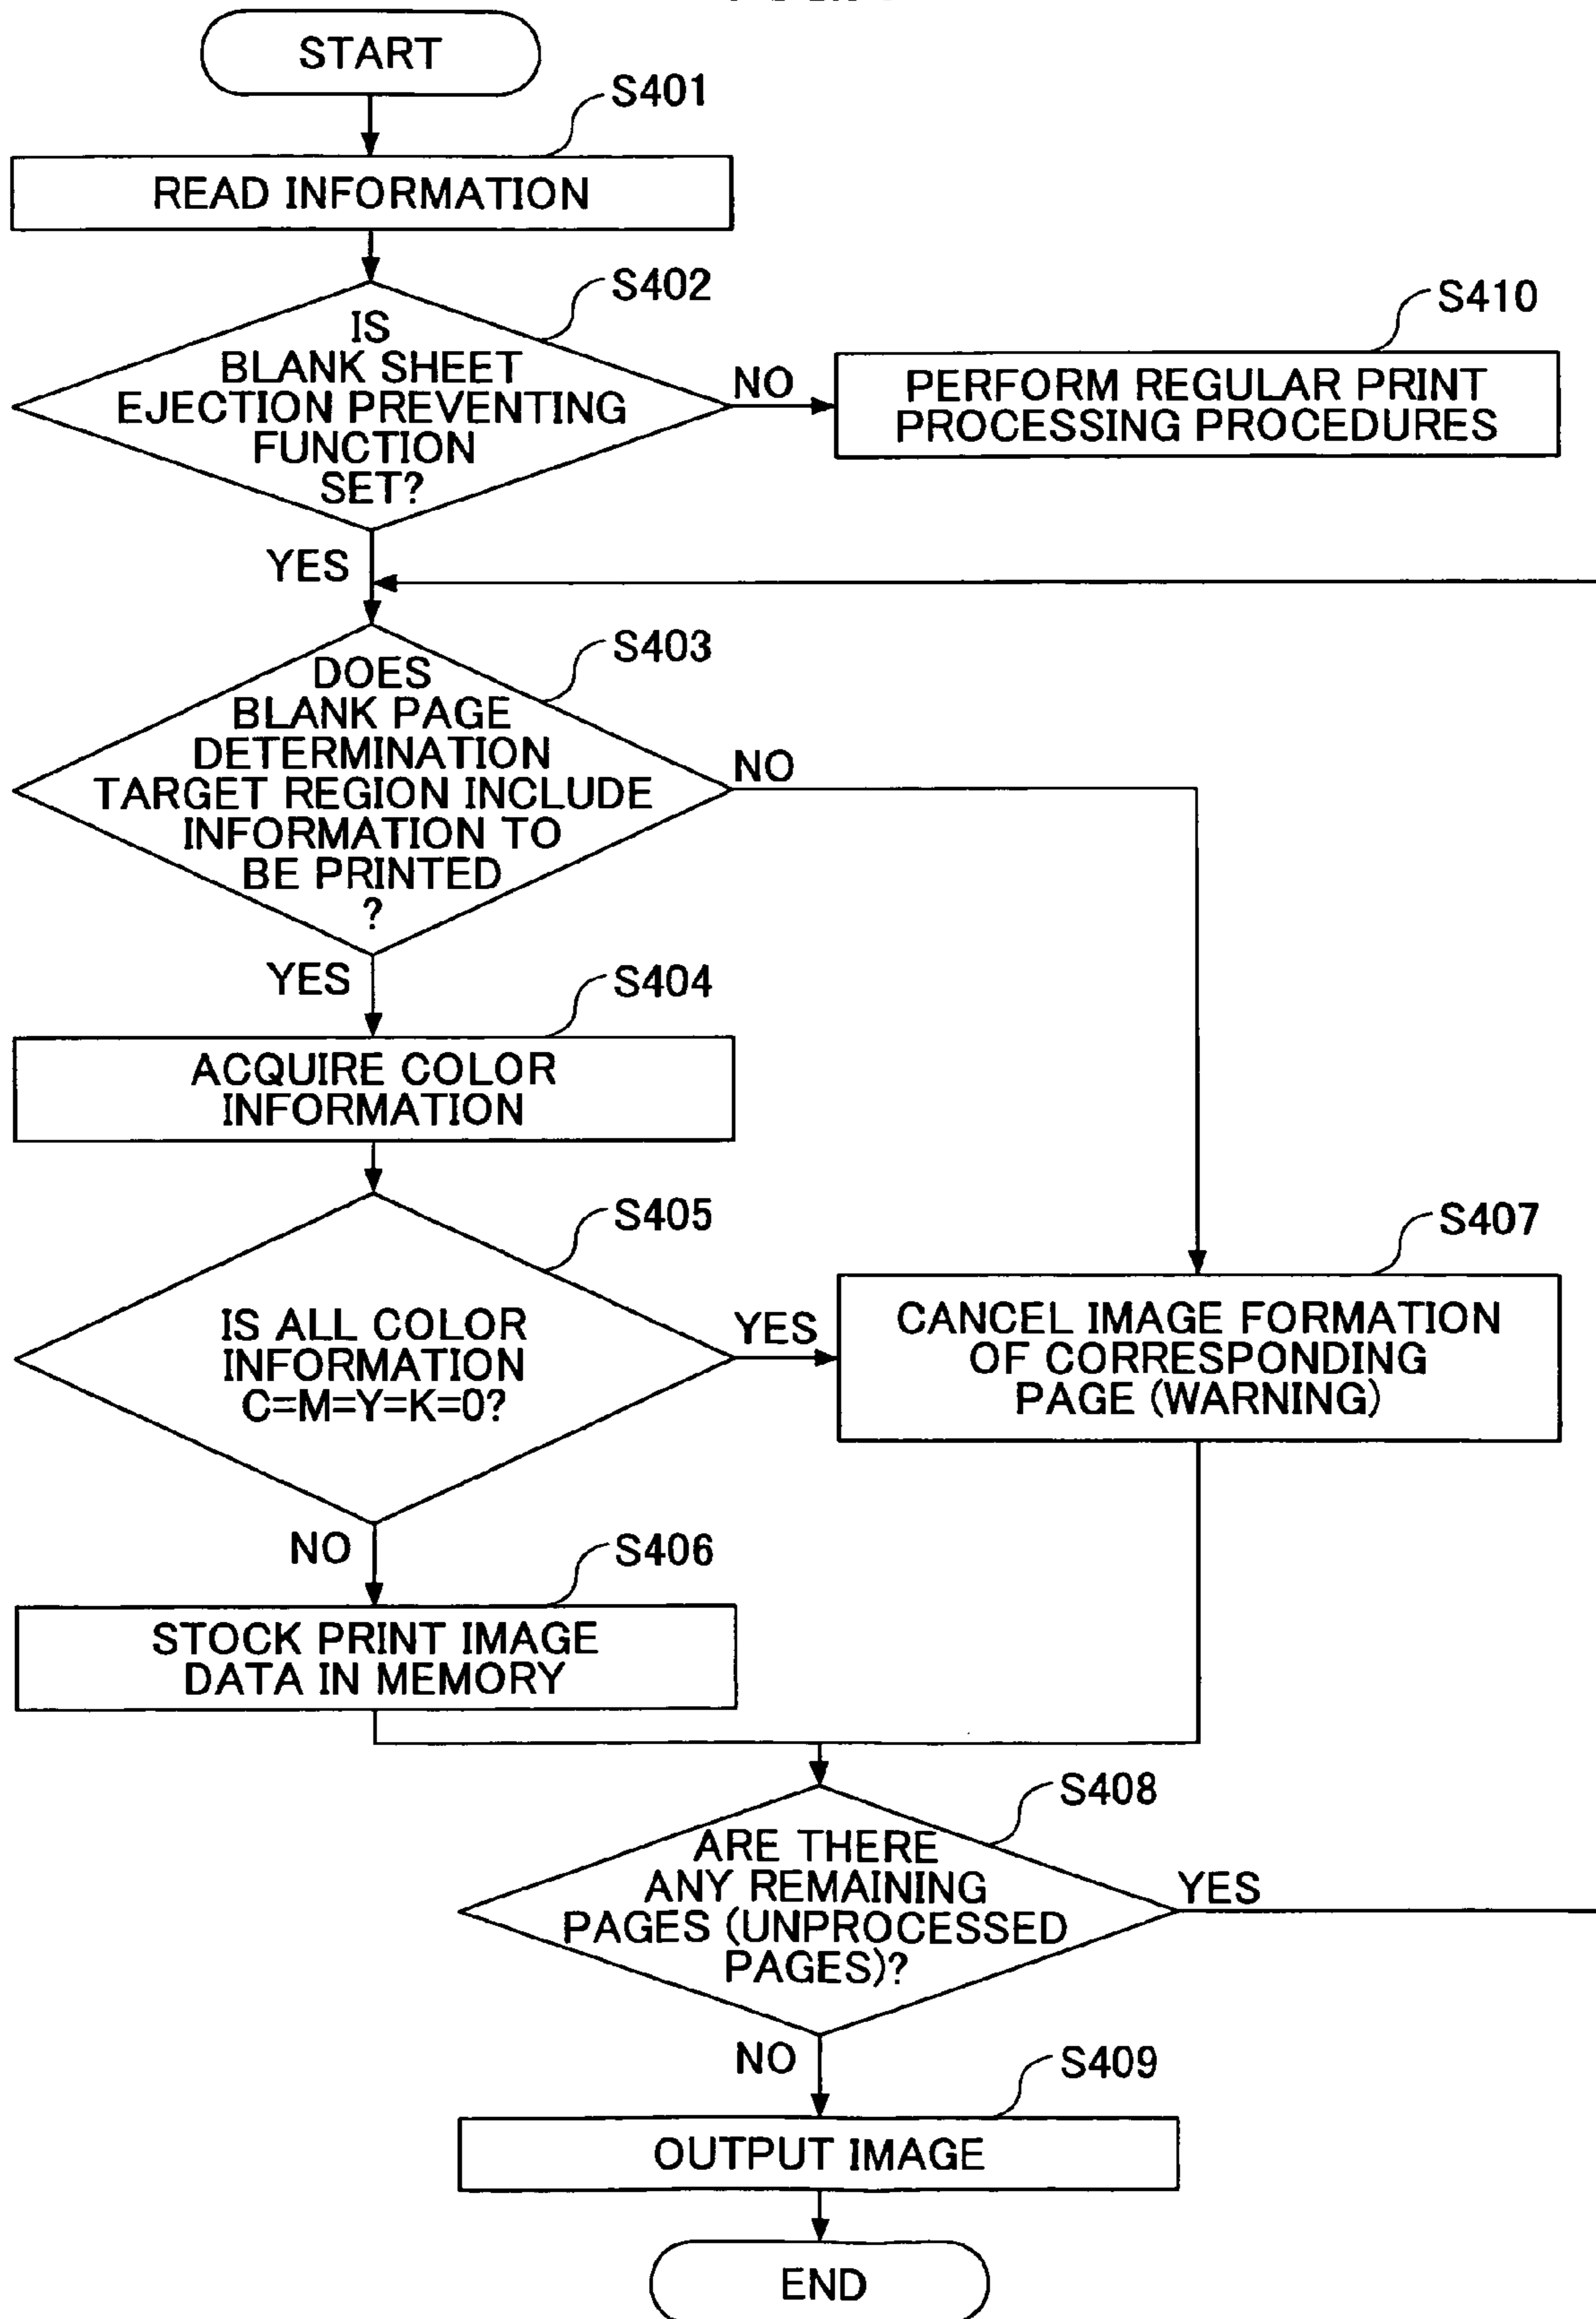 START
S401
READ INFORMATION
S402
IS
BLANK SHEET
EJECTION PREVENTING
FUNCTION
SET?
NO
S410
PERFORM REGULAR PRINT
PROCESSING PROCEDURES
YES
S403
DOES
BLANK PAGE
DETERMINATION
TARGET REGION INCLUDE
INFORMATION TO
BE PRINTED
?
NO
YES
S404
ACQUIRE COLOR
INFORMATION
S405
IS ALL COLOR
INFORMATION
C=M=Y=K=0?
YES
S407
CANCEL IMAGE FORMATION
OF CORRESPONDING
PAGE (WARNING)
NO
S406
STOCK PRINT IMAGE
DATA IN MEMORY
S408
ARE THERE
ANY REMAINING
PAGES (UNPROCESSED
PAGES)?
YES
NO
S409
OUTPUT IMAGE
END